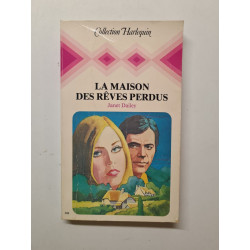 Collection Harlequin
LA MAISON
DES RÊVES PERDUS
Janet Dailey